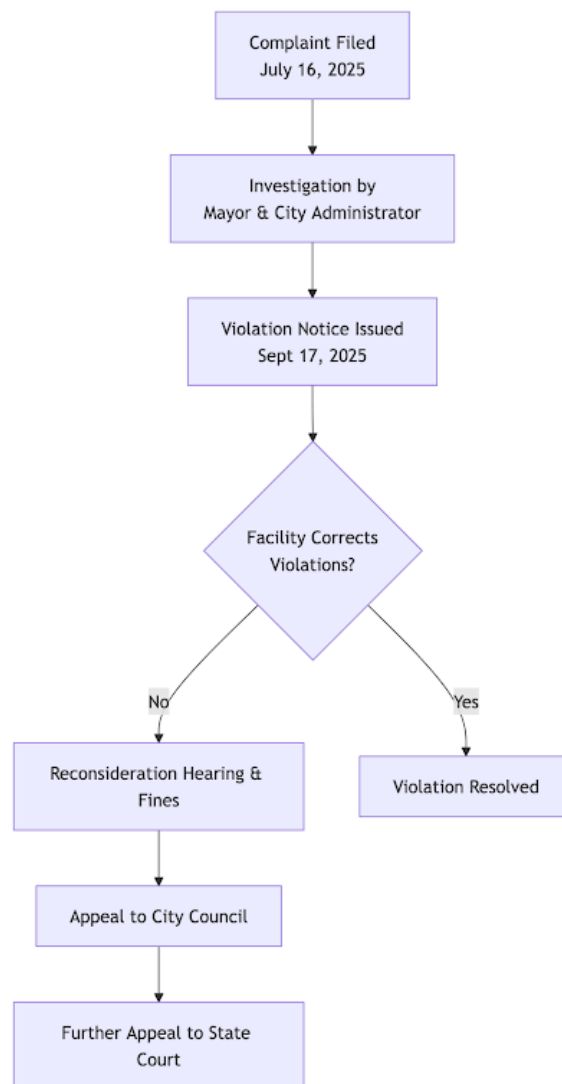 Complaint Filed
July 16, 2025
Investigation by
Mayor & City Administrator
Violation Notice Issued
Sept 17, 2025
Facility Corrects
Violations?
No
Yes
Reconsideration Hearing &
Fines
Violation Resolved
Appeal to City Council
Further Appeal to State
Court